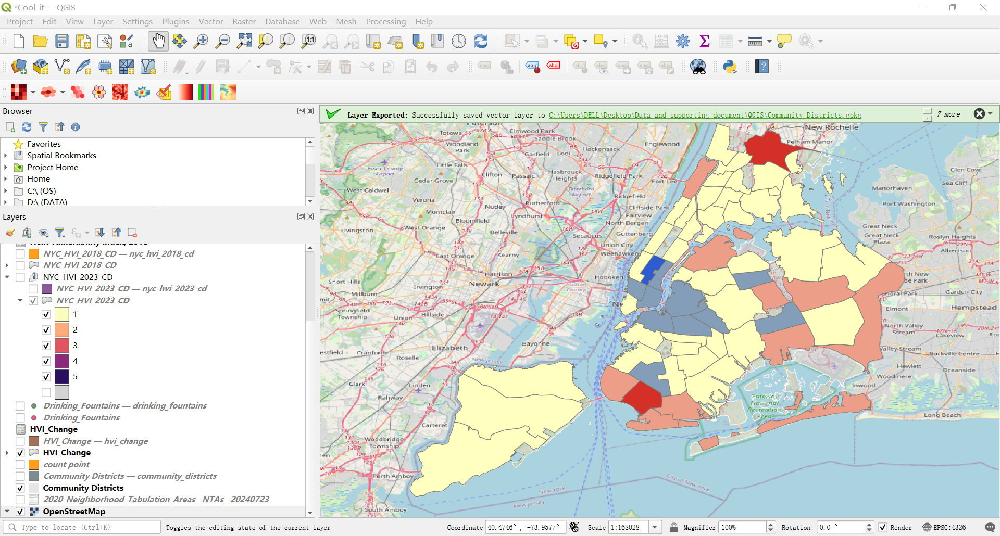 *Cool_it — QGIS
Project Edit View Layer Settings Plugins Vector Raster Database Web Mesh Processing Help
Browser
Favorites
Spatial Bookmarks
Project Home
Home
C:\ (OS)
D:\ (DATA)
Layers
NYC_HVI_2018_CD — nyc_hvi_2018_cd
NYC_HVI_2018_CD
NYC_HVI_2023_CD
NYC_HVI_2023_CD — nyc_hvi_2023_cd
NYC_HVI_2023_CD
1
2
3
4
5
Drinking_Fountains — drinking_fountains
Drinking_Fountains
HVI_Change
HVI_Change — hvi_change
HVI_Change
count point
Community Districts — community_districts
Community Districts
2020_Neighborhood_Tabulation_Areas__NTAs__20240723
OpenStreetMap
Layer Exported: Successfully saved vector layer to C:\Users\DELL\Desktop\Data and supporting document\QGIS\Community Districts.gpkg
7 more
Totowa
Elmwood Park
Saddle Brook
New Rochelle
Pelham Manor
Woodland Park
Hackensack
Englewood
Garfield
Lodi
Little Falls
Essex County Airport
Clifton
Passaic
Hasbrouck Heights
Ridgefield Park
Fort Lee
Glen Cove
Cedar Grove
Sea Cliff
West Caldwell
Teterboro Airport
Manorhaven
Verona
Rutherford
Ridgefield
Port Washington
Nutley
Cliffside Park
Montclair
Lyndhurst
Fairview
Bloomfield
North Bergen
Livingston
West Orange
Belleville
Secaucus
Guttenberg
Great Neck
Great Neck Plaza
Roslyn Heights
Union City
Albertson
East Orange
Kearny
Weehawken
Harrison
Hoboken
Short Hills
Newark
Irvington
Hudson County
Garden City
Millburn
Floral Park
Springfield Township
Union
Hillside
Elmont
Hempstead
North Valley Stream
Lakeview
Elizabeth
Bayonne
Valley Stream
Cranford
Roselle
New Jersey
Rockville Centre
Hewlett
Oceanside
Clark
Linden
Woodmere
Inwood
Rahway
Gateway National Recreation Area
Long Beach
Carteret
Woodbridge Township
Perth Amboy
City of New York
New York
New Jersey
South Amboy
Type to locate (Ctrl+K)
Toggles the editing state of the current layer
Coordinate 40.4746° , -73.9577°
Scale 1:168028
Magnifier 100%
Rotation 0.0 °
Render
EPSG:4326